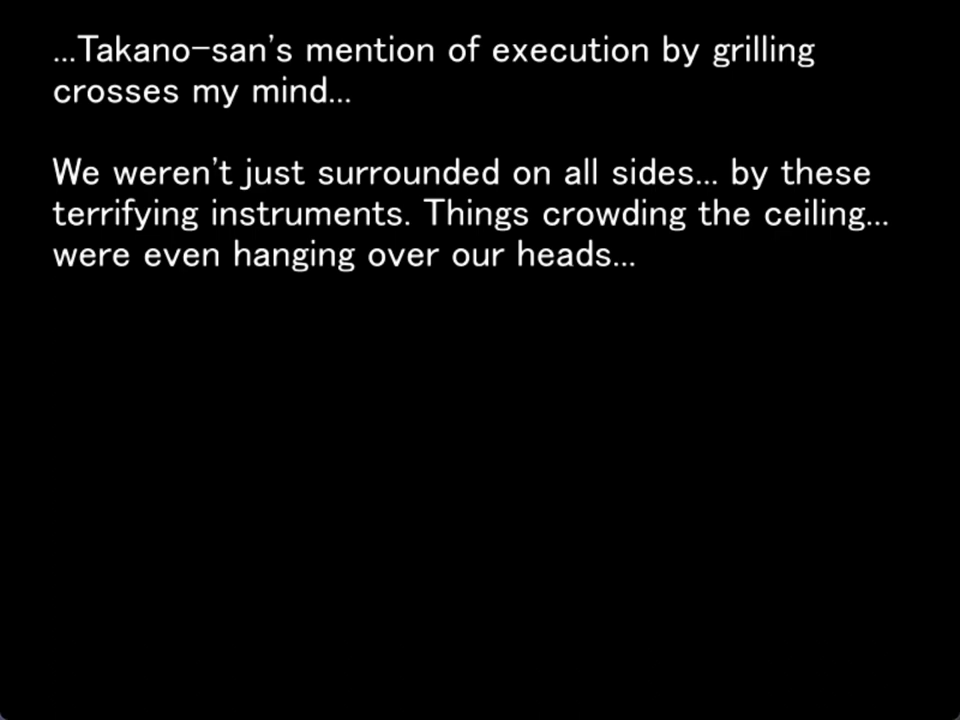 ...Takano-san's mention of execution by grilling
crosses my mind...
We weren't just surrounded on all sides... by these
terrifying instruments. Things crowding the ceiling...
were even hanging over our heads...